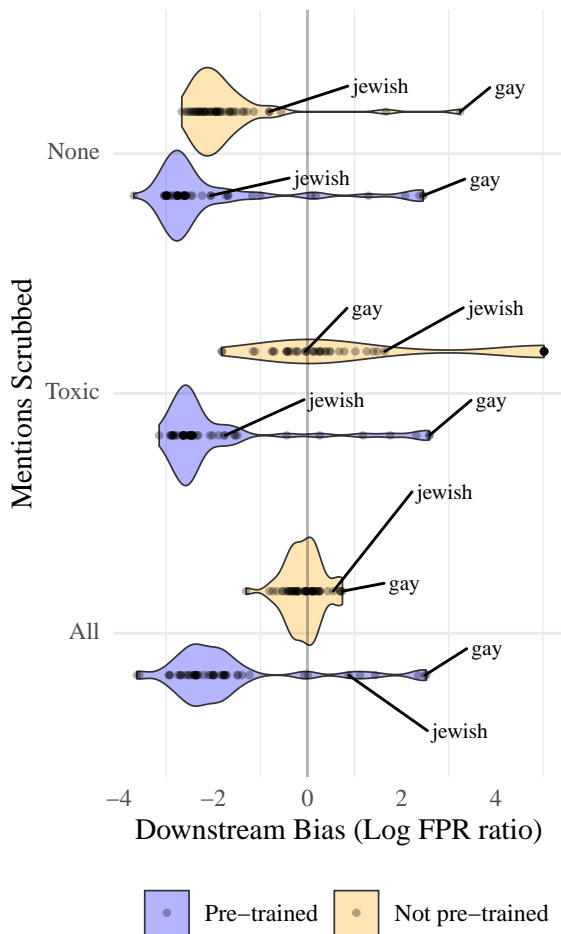 jewish
gay
None
jewish
gay
gay
jewish
Toxic
jewish
gay
jewish
gay
All
gay
jewish
Mentions Scrubbed
−4 −2 0 2 4
Downstream Bias (Log FPR ratio)
Pre−trained Not pre−trained